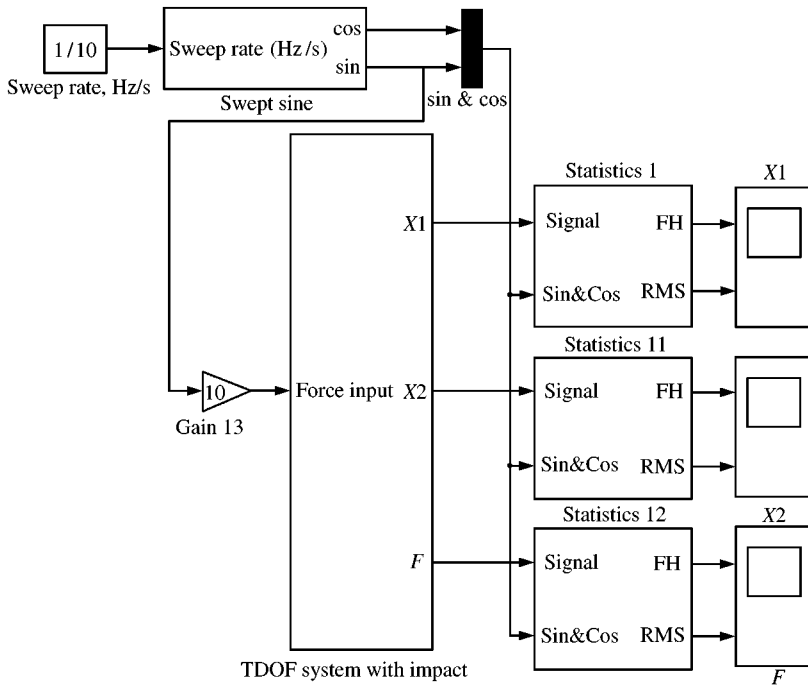 1/10
Sweep rate, Hz/s
Sweep rate (Hz/s)
cos
sin
Swept sine
sin & cos
Force input
X1
X2
F
TDOF system with impact
10
Gain 13
Statistics 1
Signal
FH
Sin&Cos
RMS
X1
Statistics 11
Signal
FH
Sin&Cos
RMS
X2
Statistics 12
Signal
FH
Sin&Cos
RMS
F